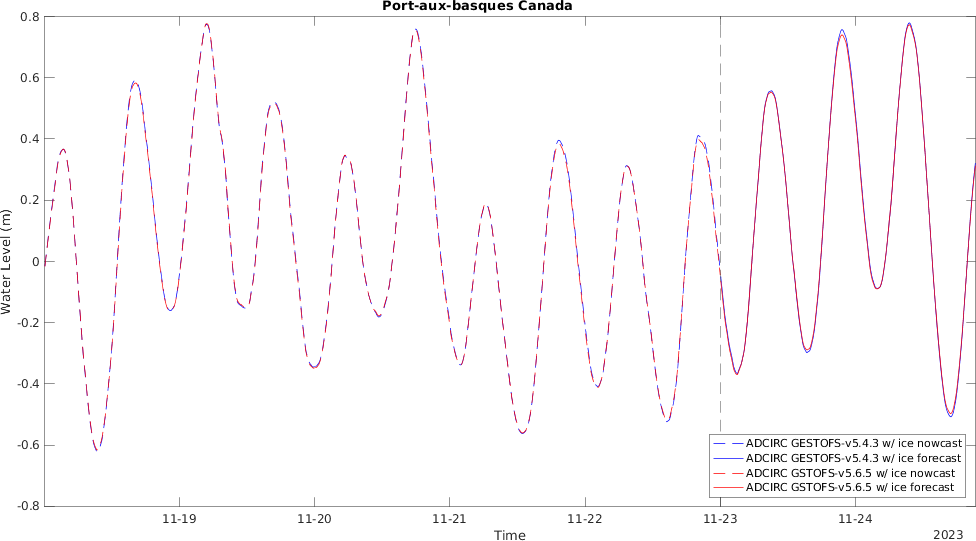 Port-aux-basques Canada
0.8
0.6
0.4
0.2
0
-0.2
-0.4
-0.6
-0.8
Water Level (m)
ADCIRC GESTOFS-v5.4.3 w/ ice nowcast
ADCIRC GESTOFS-v5.4.3 w/ ice forecast
ADCIRC GSTOFS-v5.6.5 w/ ice nowcast
ADCIRC GSTOFS-v5.6.5 w/ ice forecast
11-19 11-20 11-21 11-22 11-23 11-24
Time
2023